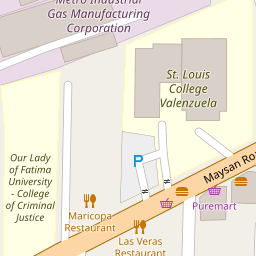 Metro Industrial
Gas Manufacturing
Corporation
St. Louis
College
Valenzuela
Our Lady
of Fatima
University
- College
of Criminal
Justice
P
Maysan Ro
Maricopa
Restaurant
Puremart
Las Veras
Restaurant